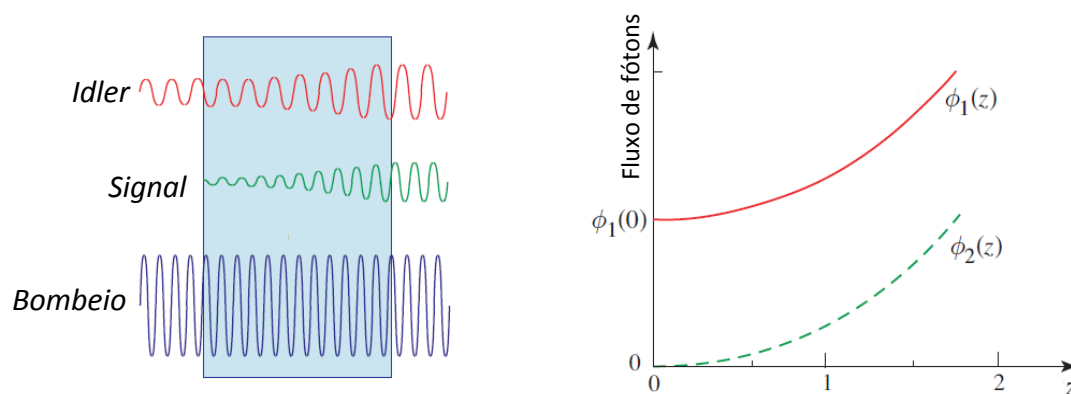 Idler
Signal
Bombeio
Fluxo de fótons
ϕ₁(z)
ϕ₁(0)
ϕ₂(z)
0
0
1
2
z